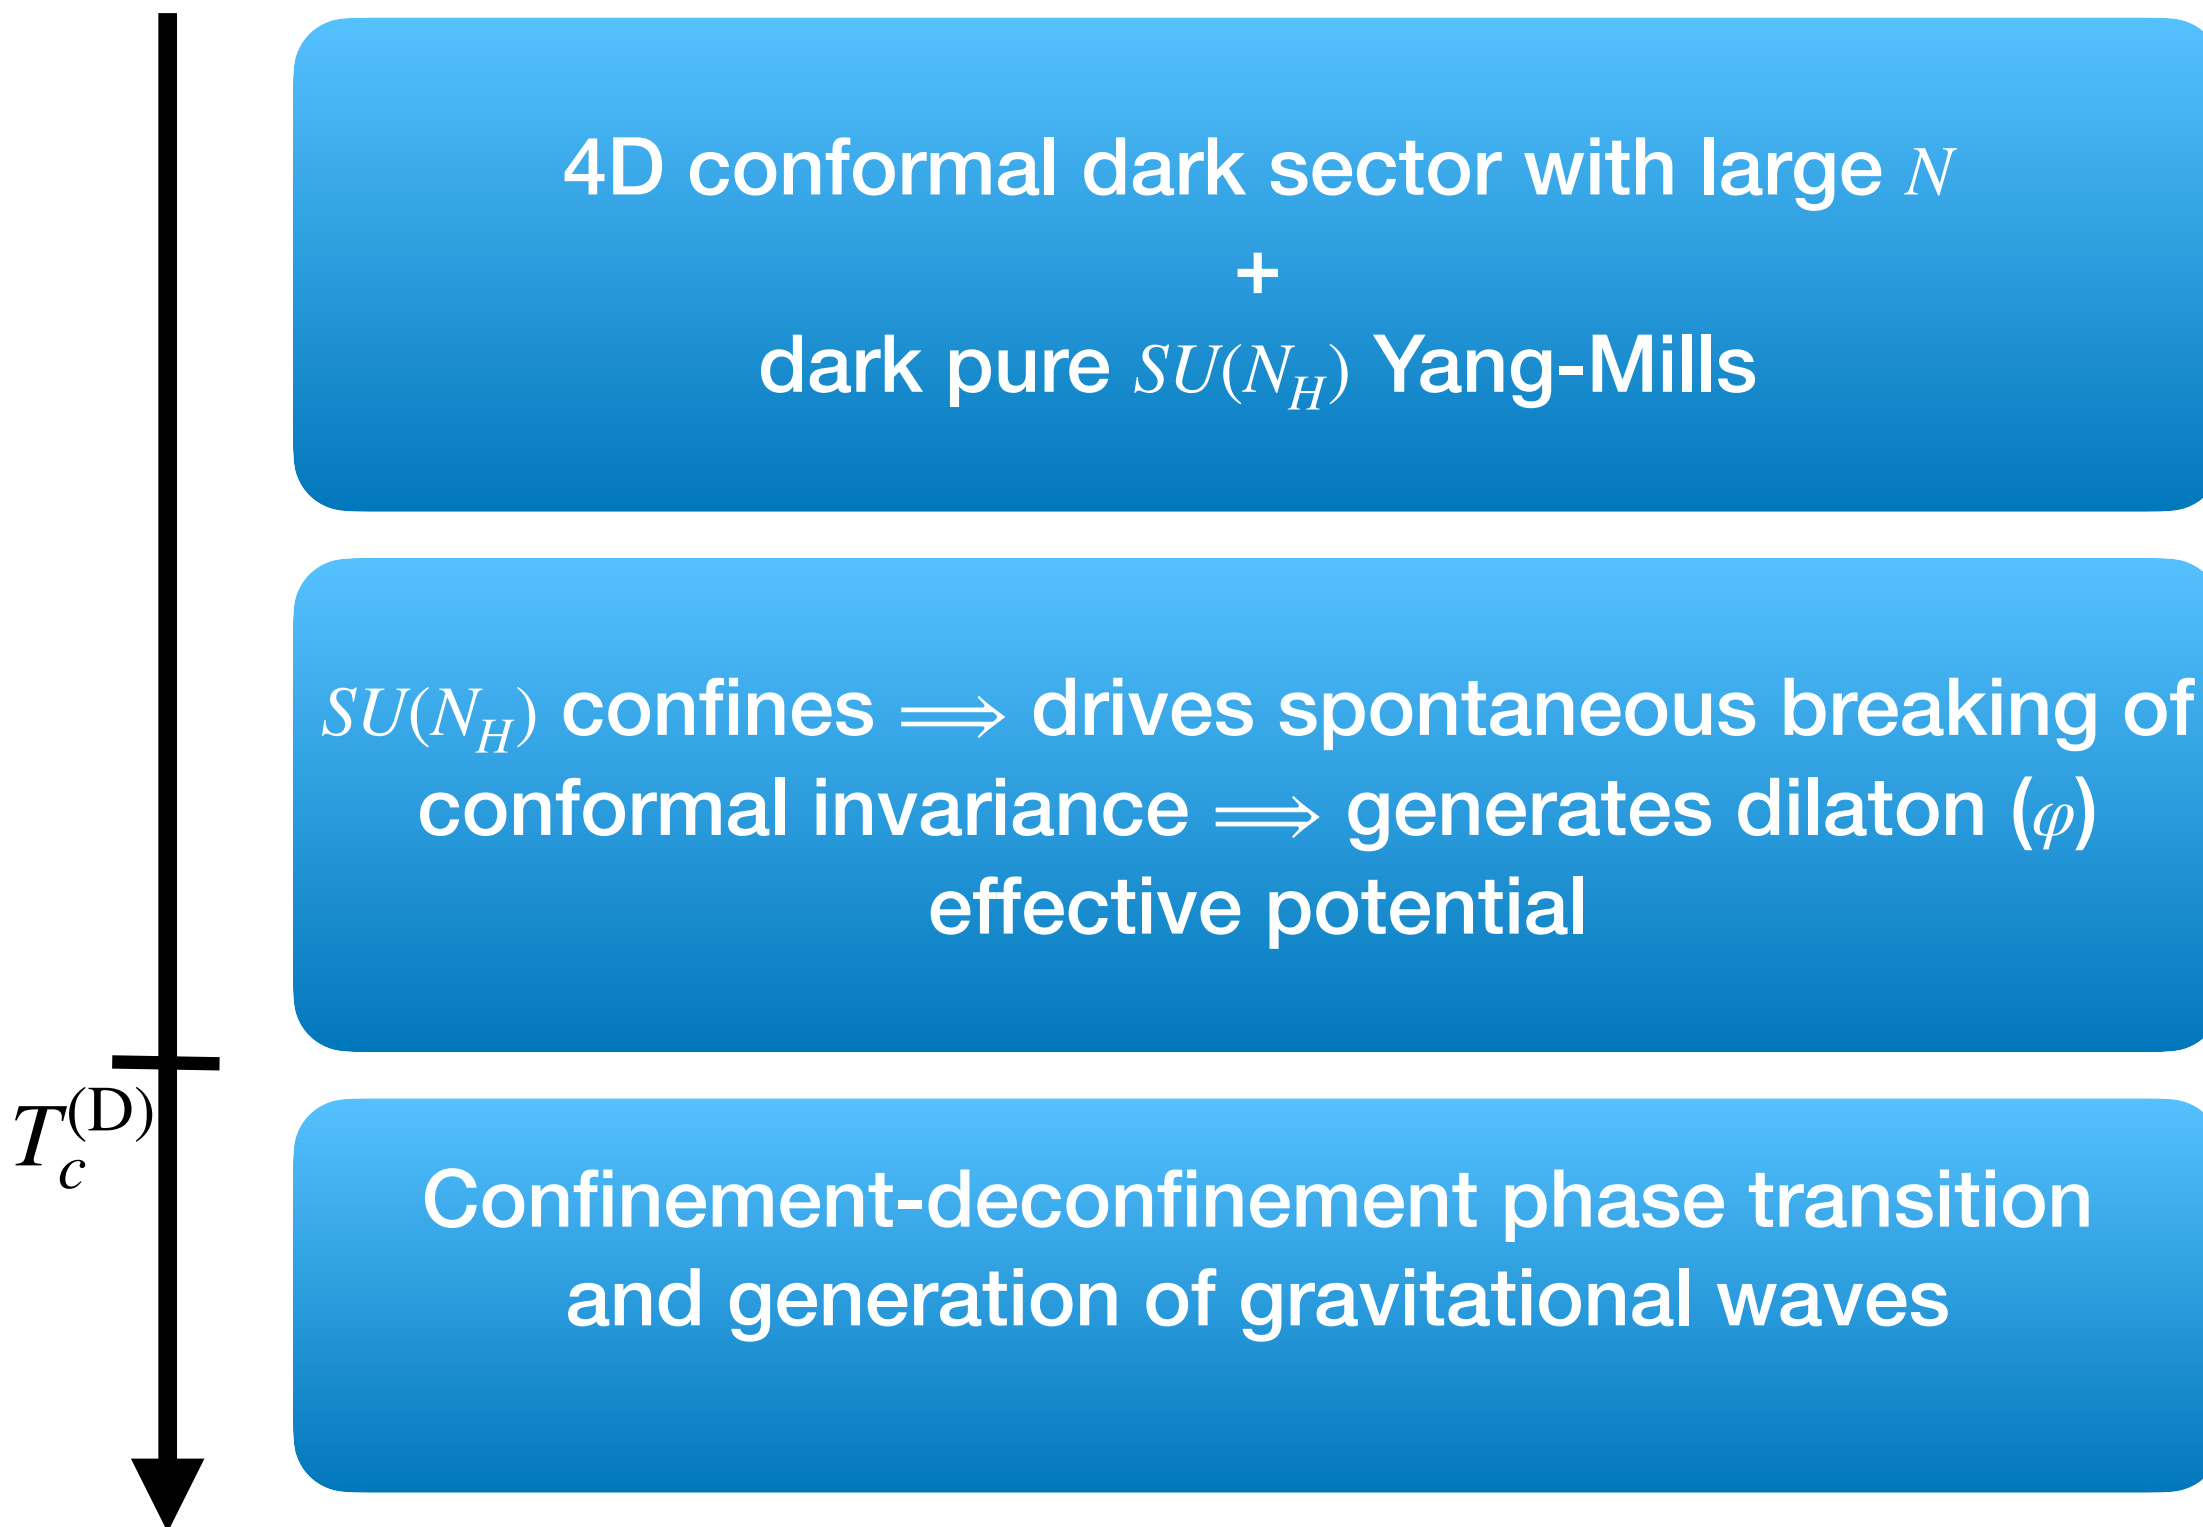 4D conformal dark sector with large N
+
dark pure SU(N_H) Yang-Mills
SU(N_H) confines ⟹ drives spontaneous breaking of
conformal invariance ⟹ generates dilaton (φ)
effective potential
T_c^(D)
Confinement-deconfinement phase transition
and generation of gravitational waves